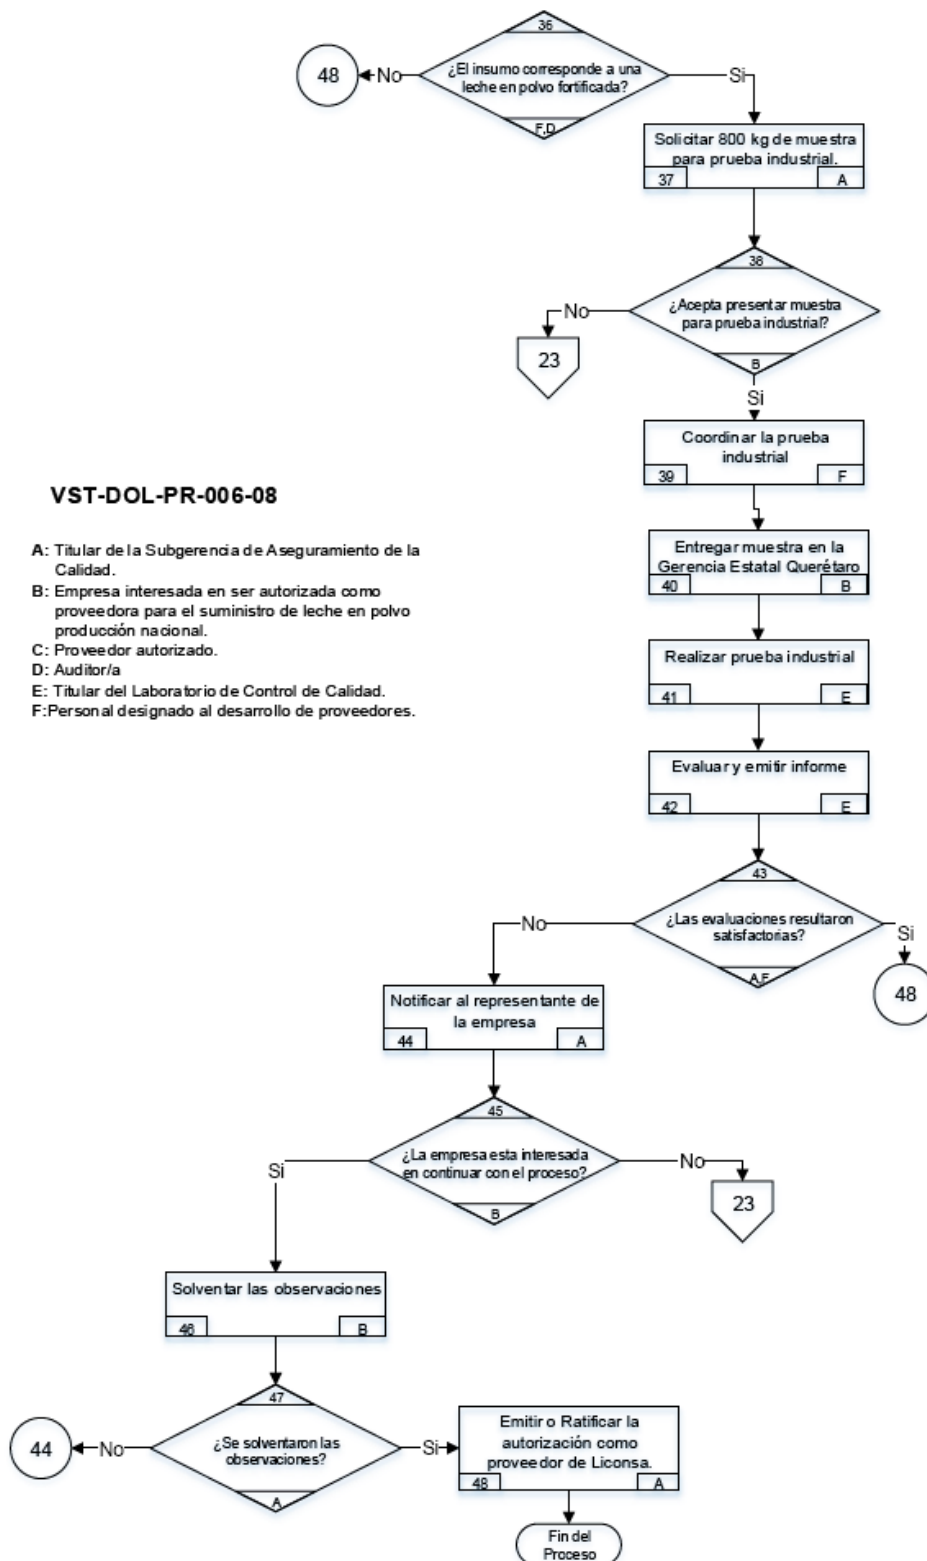 36
¿El insumo corresponde a una
leche en polvo fortificada?
F,D
No
48
Si
Solicitar 800 kg de muestra
para prueba industrial.
37
A
38
¿Acepta presentar muestra
para prueba industrial?
B
No
23
Si
Coordinar la prueba
industrial
39
F
VST-DOL-PR-006-08
A: Titular de la Subgerencia de Aseguramiento de la
Calidad.
B: Empresa interesada en ser autorizada como
proveedora para el suministro de leche en polvo
producción nacional.
C: Proveedor autorizado.
D: Auditor/a
E: Titular del Laboratorio de Control de Calidad.
F:Personal designado al desarrollo de proveedores.
Entregar muestra en la
Gerencia Estatal Querétaro
40
B
Realizar prueba industrial
41
E
Evaluar y emitir informe
42
E
43
¿Las evaluaciones resultaron
satisfactorias?
A,F
No
Si
48
Notificar al representante de
la empresa
44
A
45
¿La empresa esta interesada
en continuar con el proceso?
B
Si
No
23
Solventar las observaciones
46
B
47
¿Se solventaron las
observaciones?
A
No
44
Si
Emitir o Ratificar la
autorización como
proveedor de Liconsa.
48
A
Fin del
Proceso